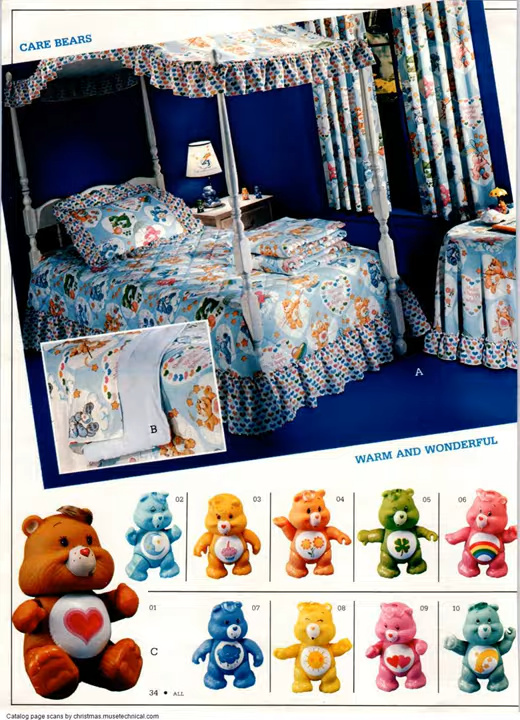 CARE BEARS
A
B
WARM AND WONDERFUL
02
03
04
05
06
01
07
08
09
10
C
34 • ALL
Catalog page scans by christmas.musetechnical.com